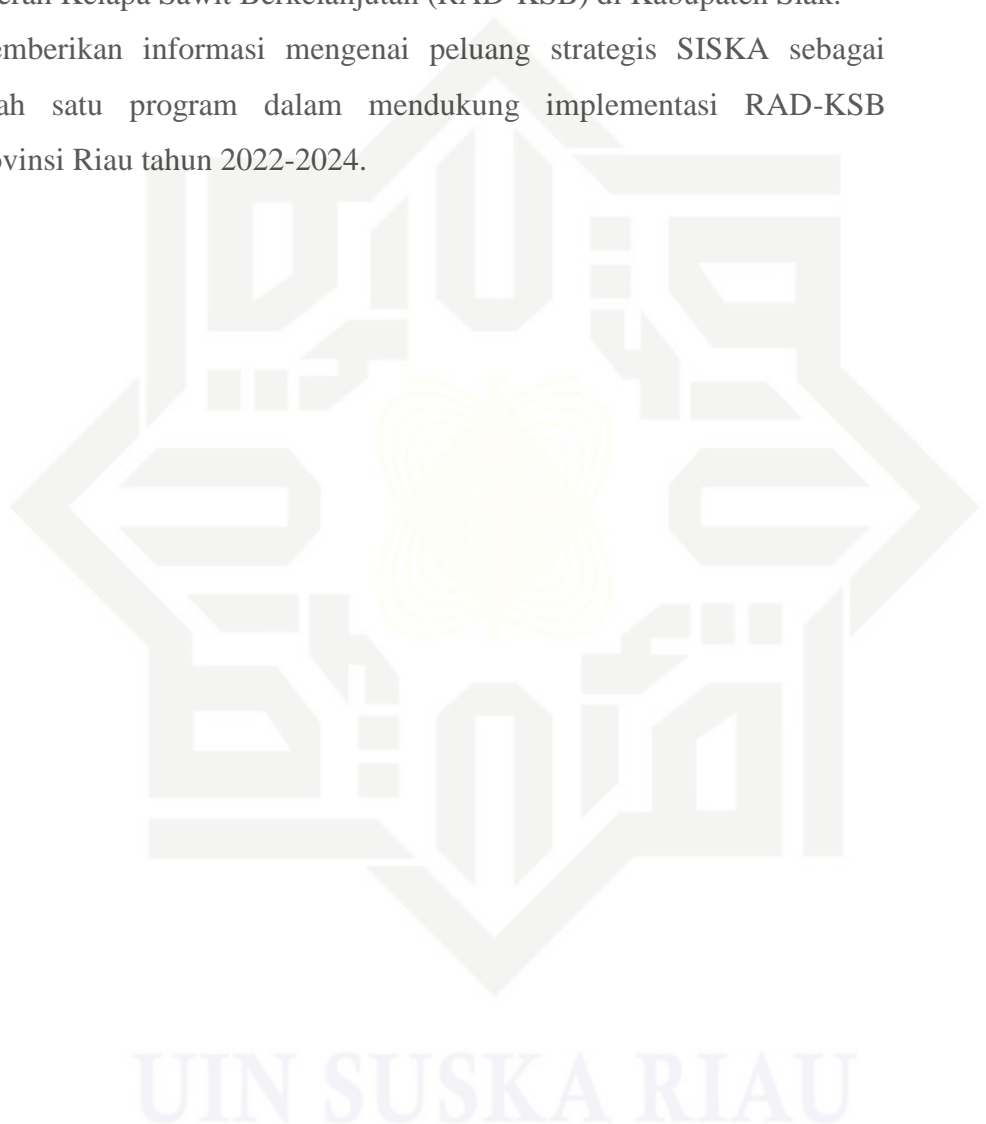 erah Kelapa Sawit Berkelanjutan (RAD-KSB) di Kabupaten Siak.
emberikan informasi mengenai peluang strategis SISKA sebagai
ah satu program dalam mendukung implementasi RAD-KSB
ovinsi Riau tahun 2022-2024.
UIN SUSKA RIAU